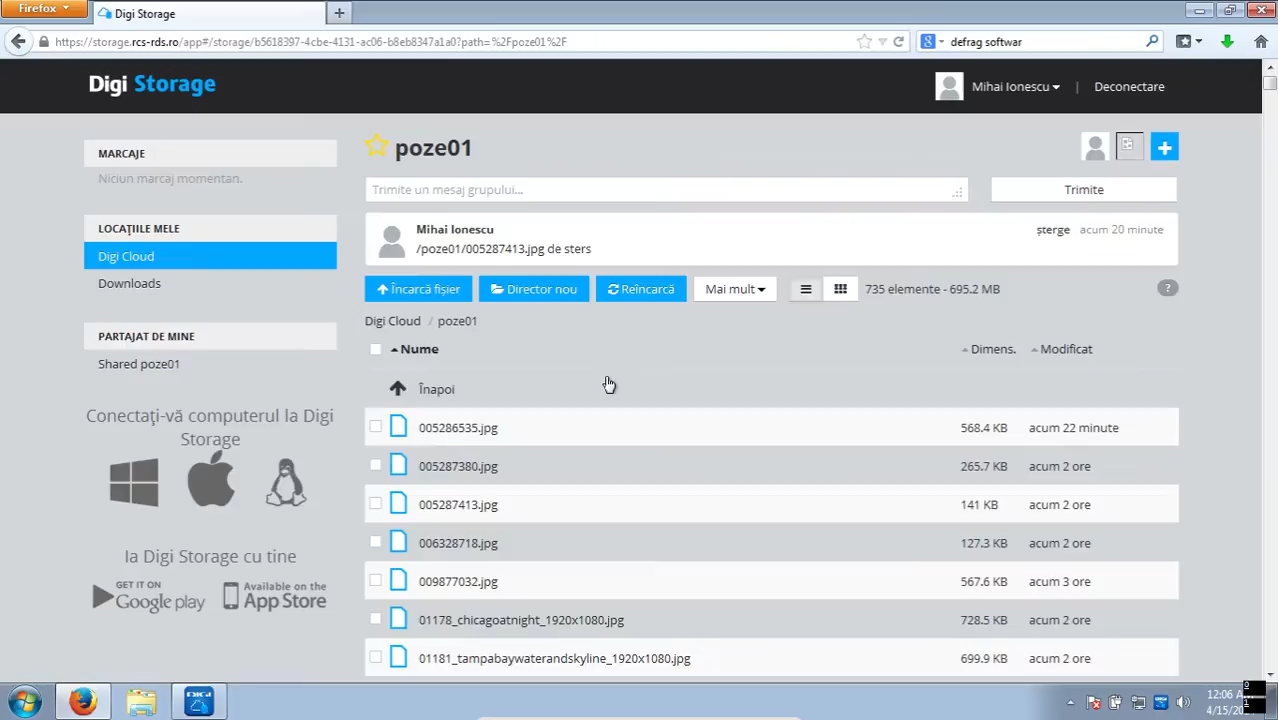 Firefox
Digi Storage
https://storage.rcs-rds.ro/app#/storage/b5618397-4cbe-4131-ac06-b8eb8347a1a0?path=%2Fpoze01%2F
defrag softwar
Digi Storage
Mihai Ionescu
|
Deconectare
MARCAJE
Niciun marcaj momentan.
LOCAȚIILE MELE
Digi Cloud
Downloads
PARTAJAT DE MINE
Shared poze01
Conectaţi-vă computerul la Digi
Storage
Ia Digi Storage cu tine
GET IT ON
Google play
Available on the
App Store
poze01
Trimite un mesaj grupului...
Trimite
Mihai Ionescu
șterge
acum 20 minute
/poze01/005287413.jpg de sters
Încarcă fișier
Director nou
Reîncarcă
Mai mult
735 elemente - 695.2 MB
?
Digi Cloud / poze01
Nume
Dimens.
Modificat
Înapoi
005286535.jpg 568.4 KB acum 22 minute
005287380.jpg 265.7 KB acum 2 ore
005287413.jpg 141 KB acum 2 ore
006328718.jpg 127.3 KB acum 2 ore
009877032.jpg 567.6 KB acum 3 ore
01178_chicagoatnight_1920x1080.jpg 728.5 KB acum 2 ore
01181_tampabaywaterandskyline_1920x1080.jpg 699.9 KB acum 2 ore
DIGI
12:06
4/15/20